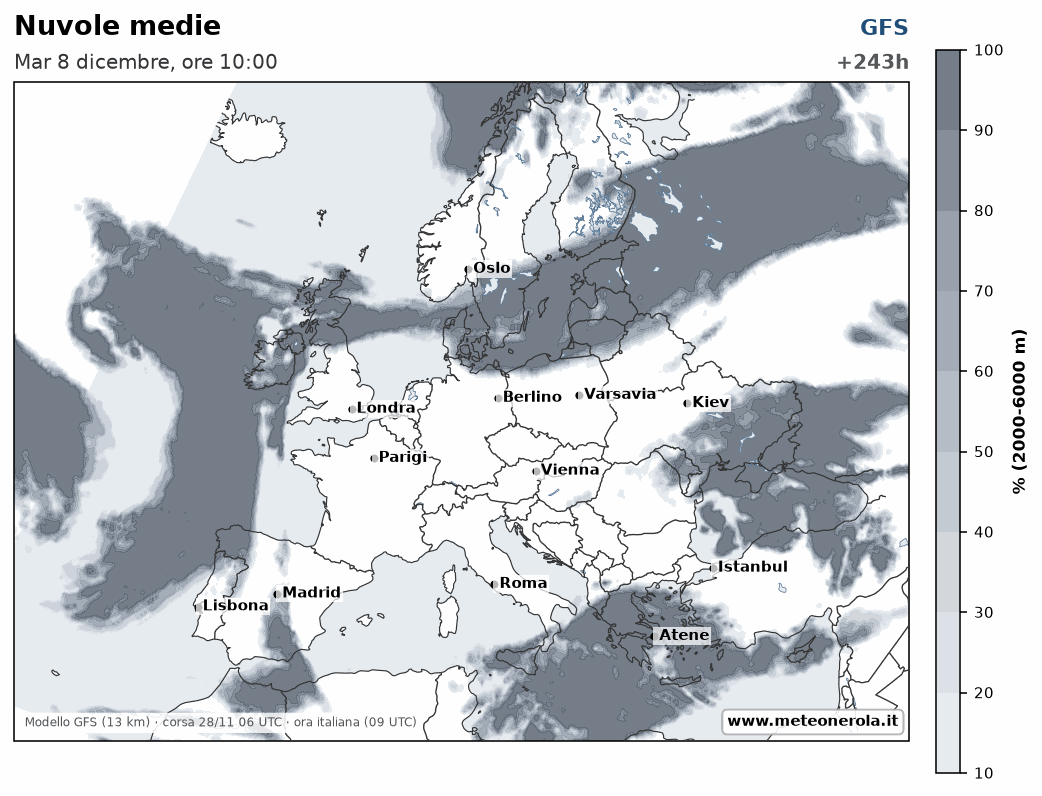 Nuvole medie
GFS
Mar 8 dicembre, ore 10:00
+243h
100
90
80
70
60
50
40
30
20
10
% (2000-6000 m)
Oslo
Berlino
Varsavia
Kiev
Londra
Parigi
Vienna
Istanbul
Roma
Madrid
Lisbona
Atene
Modello GFS (13 km) · corsa 28/11 06 UTC · ora italiana (09 UTC)
www.meteonerola.it